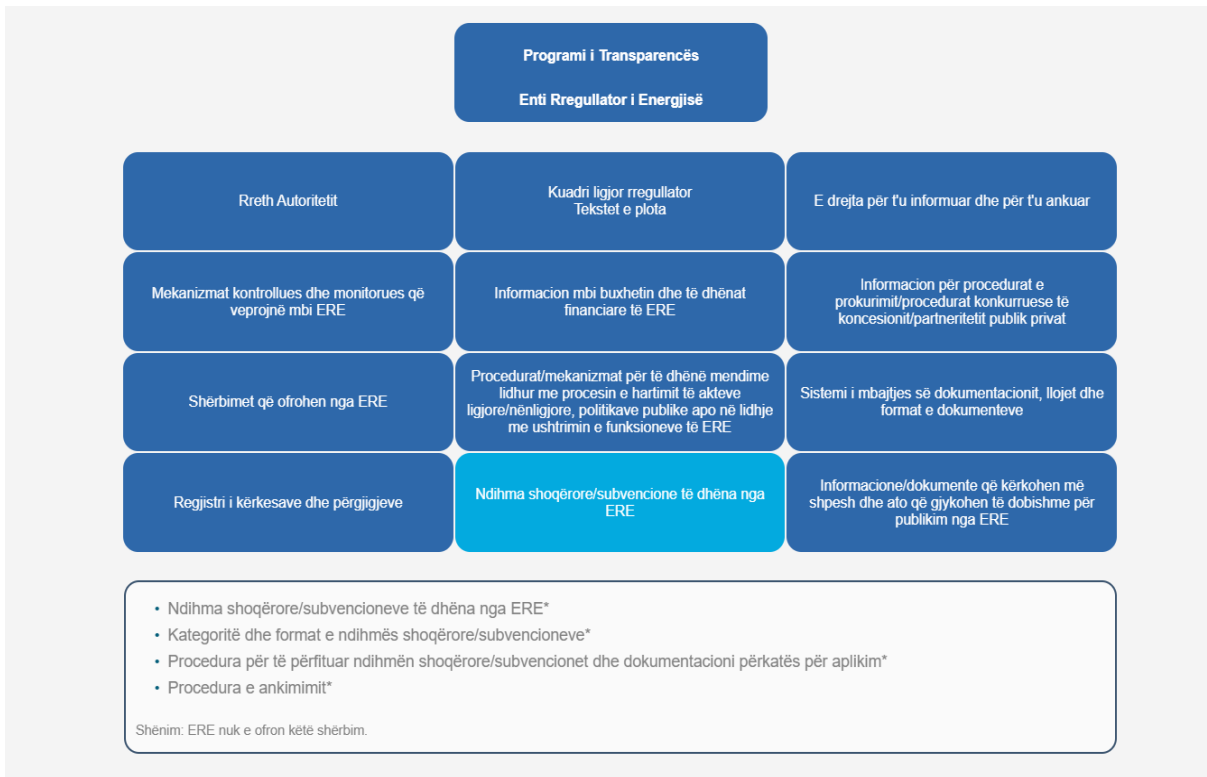 Programi i Transparencës
Enti Rregullator i Energjisë
Rreth Autoritetit
Kuadri ligjor rregullator
Tekstet e plota
E drejta për t'u informuar dhe për t'u ankuar
Mekanizmat kontrollues dhe monitorues që
veprojnë mbi ERE
Informacion mbi buxhetin dhe të dhënat
financiare të ERE
Informacion për procedurat e
prokurimit/procedurat konkurruese të
koncesionit/partneritetit publik privat
Shërbimet që ofrohen nga ERE
Procedurat/mekanizmat për të dhënë mendime
lidhur me procesin e hartimit të akteve
ligjore/nënligjore, politikave publike apo në lidhje
me ushtrimin e funksioneve të ERE
Sistemi i mbajtjes së dokumentacionit, llojet dhe
format e dokumenteve
Regjistri i kërkesave dhe përgjigjeve
Ndihma shoqërore/subvencione të dhëna nga
ERE
Informacione/dokumente që kërkohen më
shpesh dhe ato që gjykohen të dobishme për
publikim nga ERE
• Ndihma shoqërore/subvencioneve të dhëna nga ERE*
• Kategoritë dhe format e ndihmës shoqërore/subvencioneve*
• Procedura për të përfituar ndihmën shoqërore/subvencionet dhe dokumentacioni përkatës për aplikim*
• Procedura e ankimimit*
Shënim: ERE nuk e ofron këtë shërbim.